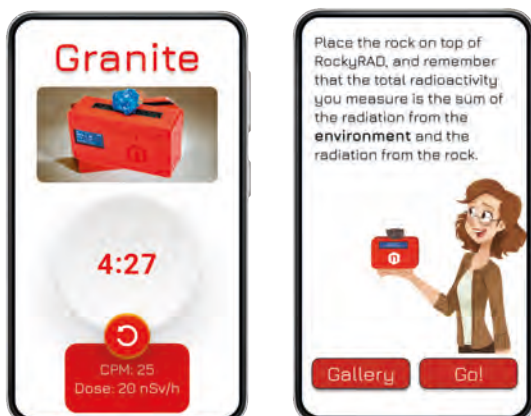 Granite
4:27
CPM: 25
Dose: 20 nSv/h
Place the rock on top of
RockyRAD, and remember
that the total radioactivity
you measure is the sum of
the radiation from the
environment and the
radiation from the rock.
Gallery
Go!